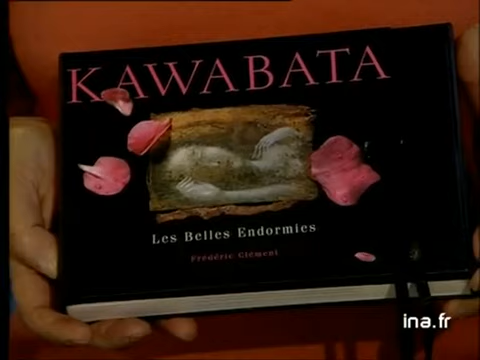 KAWABATA
Les Belles Endormies
Frédéric Clément
ina.fr